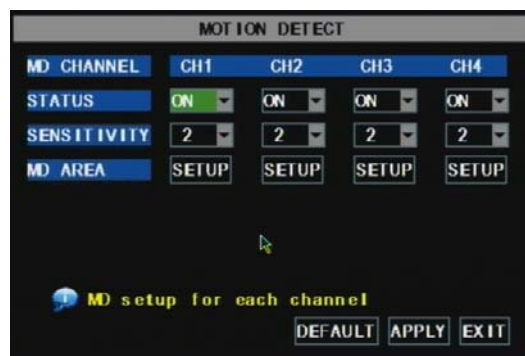 MOTION DETECT
MD CHANNEL CH1 CH2 CH3 CH4
STATUS ON ON ON ON
SENSITIVITY 2 2 2 2
MD AREA SETUP SETUP SETUP SETUP
MD setup for each channel
DEFAULT APPLY EXIT